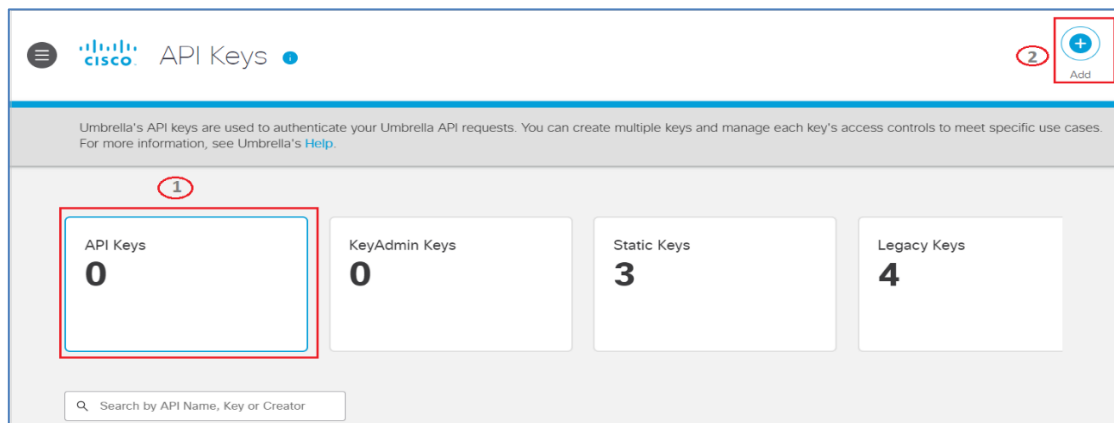 cisco API Keys i
2
Add
Umbrella's API keys are used to authenticate your Umbrella API requests. You can create multiple keys and manage each key's access controls to meet specific use cases.
For more information, see Umbrella's Help.
1
API Keys
0
KeyAdmin Keys
0
Static Keys
3
Legacy Keys
4
Search by API Name, Key or Creator